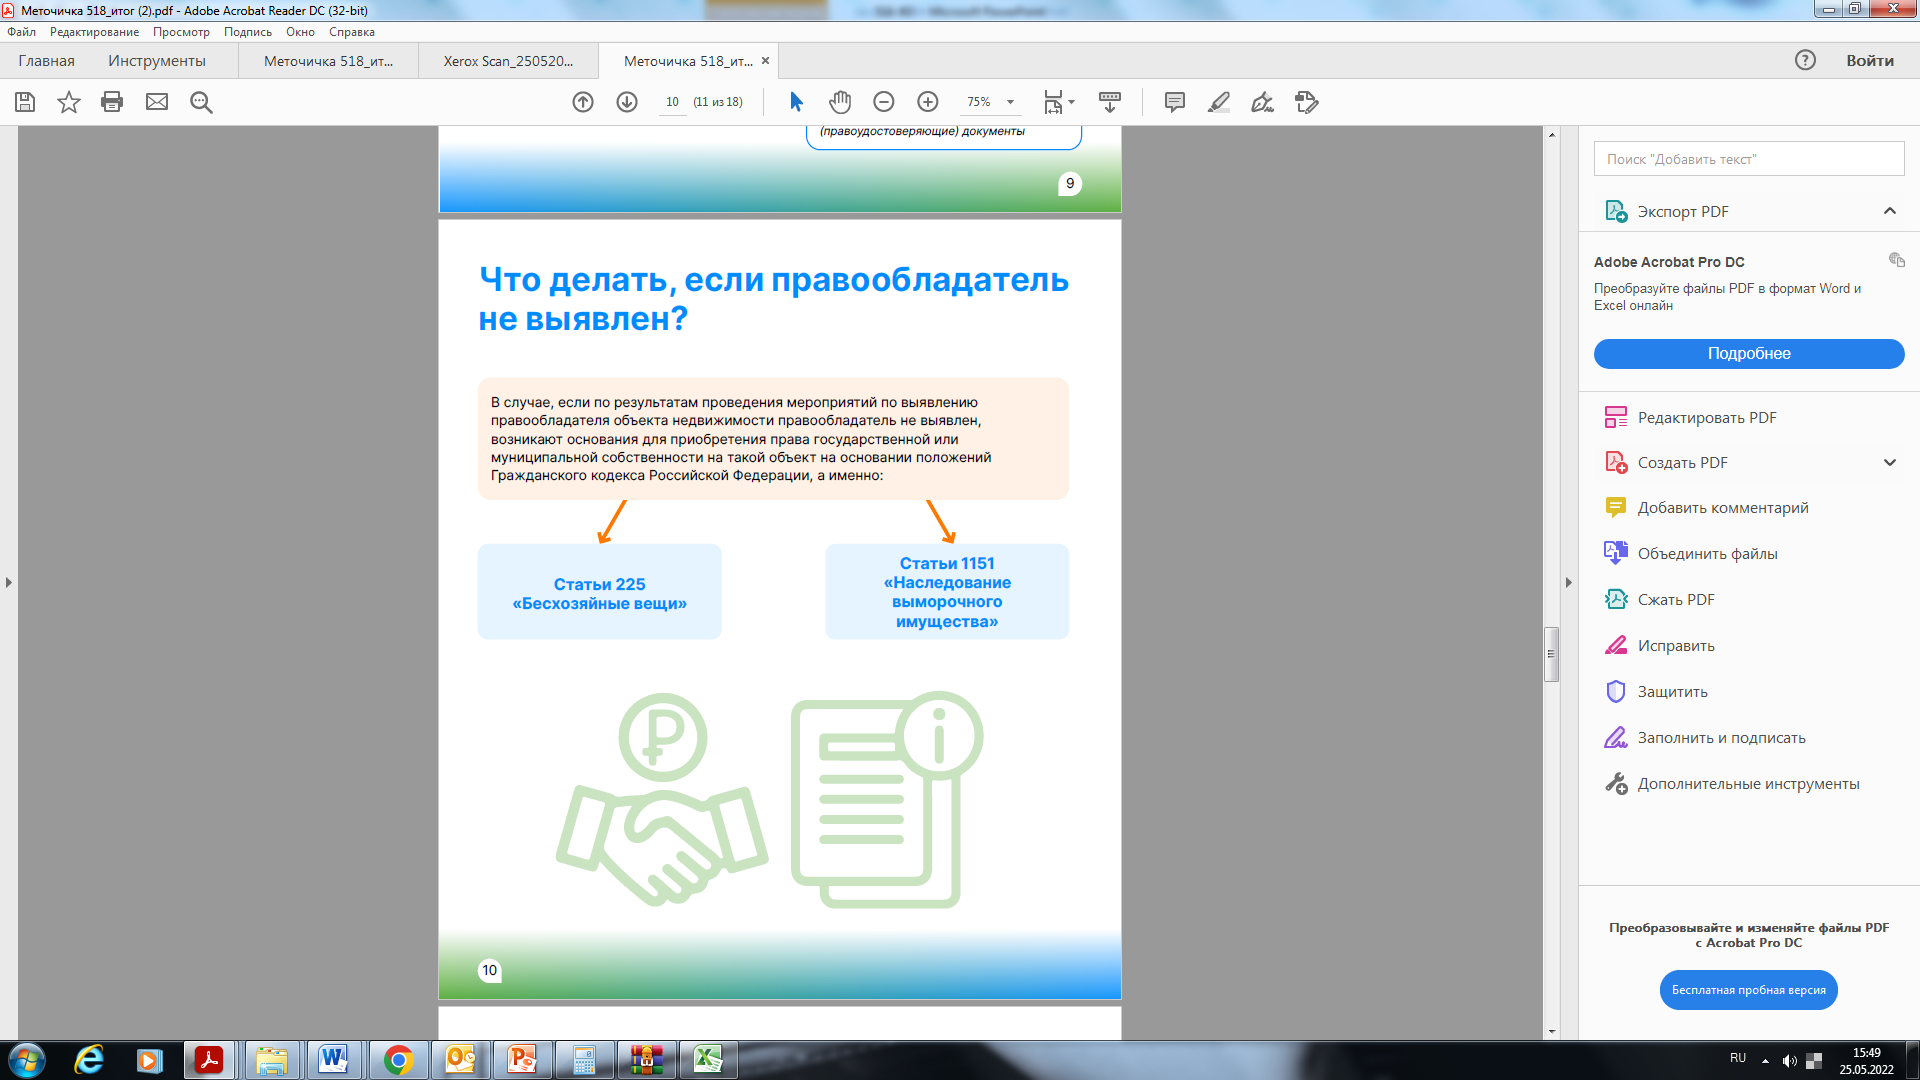 Меточичка 518_итог (2).pdf - Adobe Acrobat Reader DC (32-bit)
Файл Редактирование Просмотр Подпись Окно Справка
Главная Инструменты Меточичка 518_ит... Xerox Scan_250520... Меточичка 518_ит... ×
Войти
10 (11 из 18) 75%
(правоудостоверяющие) документы
9
Что делать, если правообладатель
не выявлен?
В случае, если по результатам проведения мероприятий по выявлению
правообладателя объекта недвижимости правообладатель не выявлен,
возникают основания для приобретения права государственной или
муниципальной собственности на такой объект на основании положений
Гражданского кодекса Российской Федерации, а именно:
Статьи 225
«Бесхозяйные вещи»
Статьи 1151
«Наследование
выморочного
имущества»
10
Поиск "Добавить текст"
Экспорт PDF
Adobe Acrobat Pro DC
Преобразуйте файлы PDF в формат Word и
Excel онлайн
Подробнее
Редактировать PDF
Создать PDF
Добавить комментарий
Объединить файлы
Сжать PDF
Исправить
Защитить
Заполнить и подписать
Дополнительные инструменты
Преобразовывайте и изменяйте файлы PDF
с Acrobat Pro DC
Бесплатная пробная версия
RU
15:49
25.05.2022